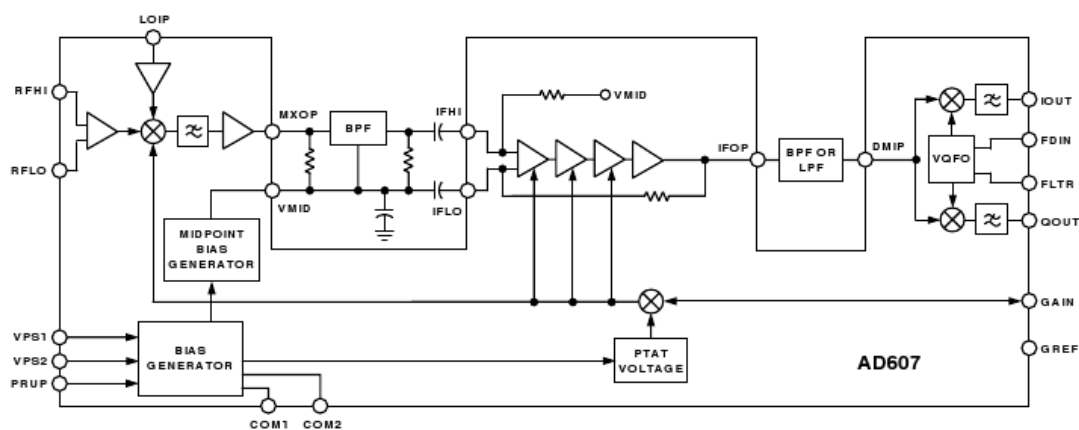 LOIP
RFHI
RFLO
MXOP
BPF
VMID
MIDPOINT
BIAS
GENERATOR
IFHI
IFLO
VMID
IFOP
BPF OR
LPF
DMIP
VQFO
IOUT
FDIN
FLTR
QOUT
GAIN
GREF
VPS1
VPS2
PRUP
BIAS
GENERATOR
PTAT
VOLTAGE
COM1
COM2
AD607